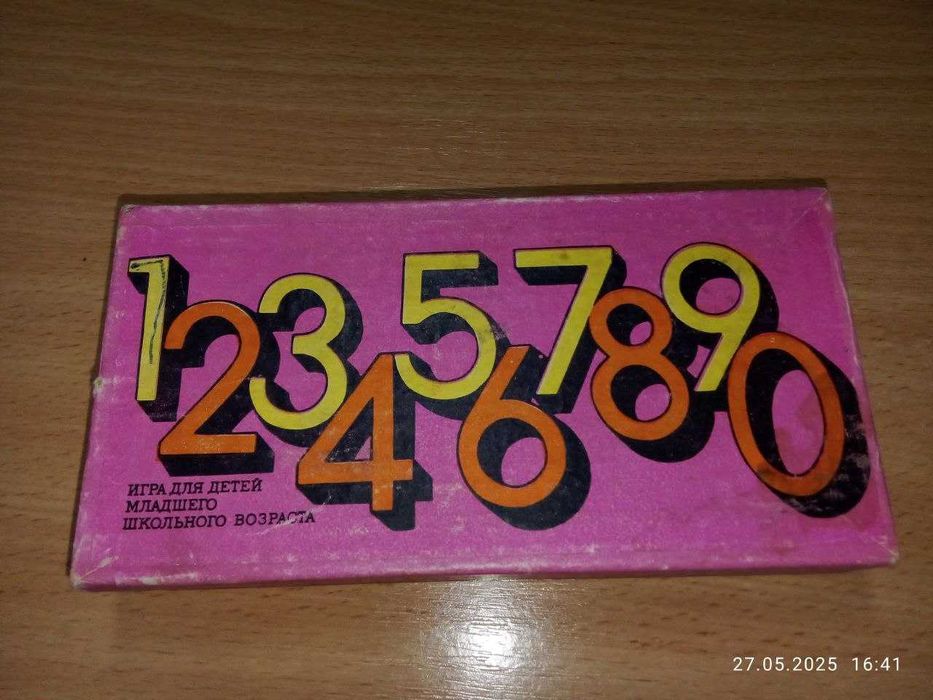 1234567890
ИГРА ДЛЯ ДЕТЕЙ
МЛАДШЕГО
ШКОЛЬНОГО ВОЗРАСТА
27.05.2025 16:41